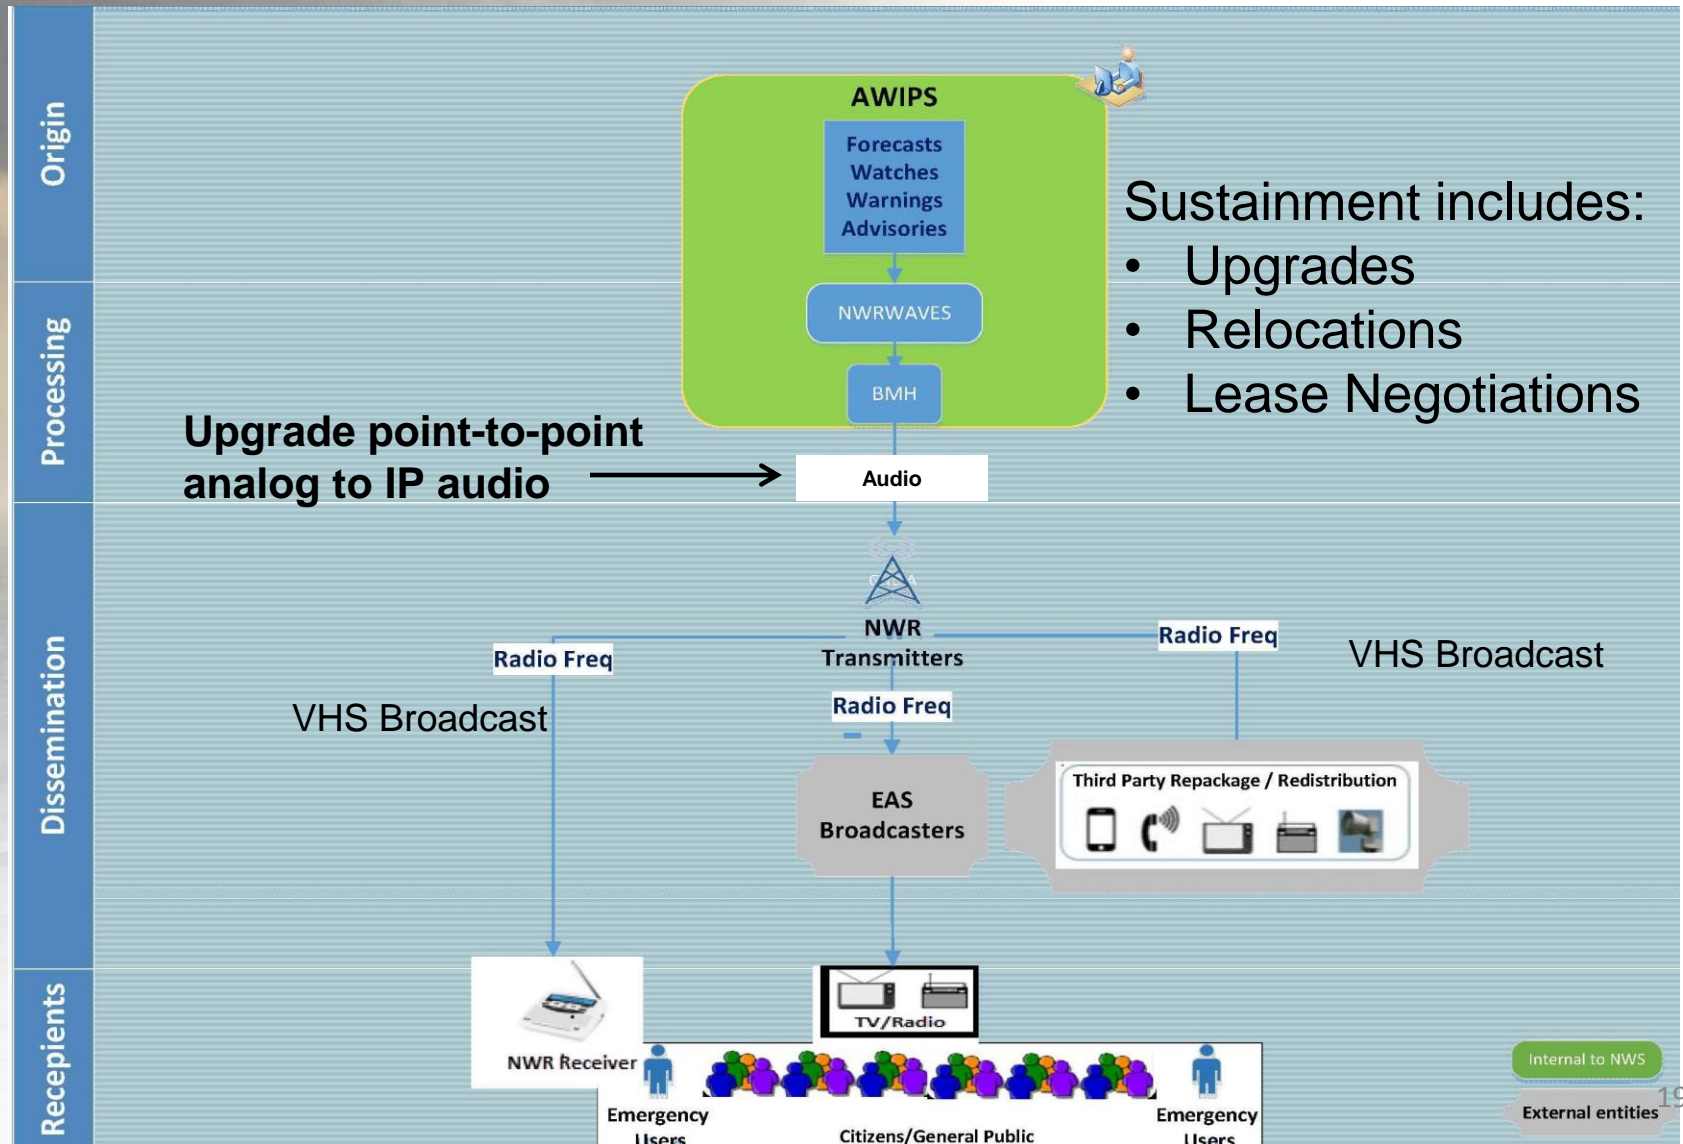 Origin
AWIPS
Forecasts
Watches
Warnings
Advisories
Sustainment includes:
• Upgrades
• Relocations
• Lease Negotiations
Processing
NWRWAVES
BMH
Upgrade point-to-point
analog to IP audio
Audio
Dissemination
NWR
Transmitters
Radio Freq
Radio Freq
Radio Freq
VHS Broadcast
VHS Broadcast
EAS
Broadcasters
Third Party Repackage / Redistribution
Recepients
NWR Receiver
TV/Radio
Emergency
Users
Citizens/General Public
Emergency
Users
Internal to NWS
External entities
19